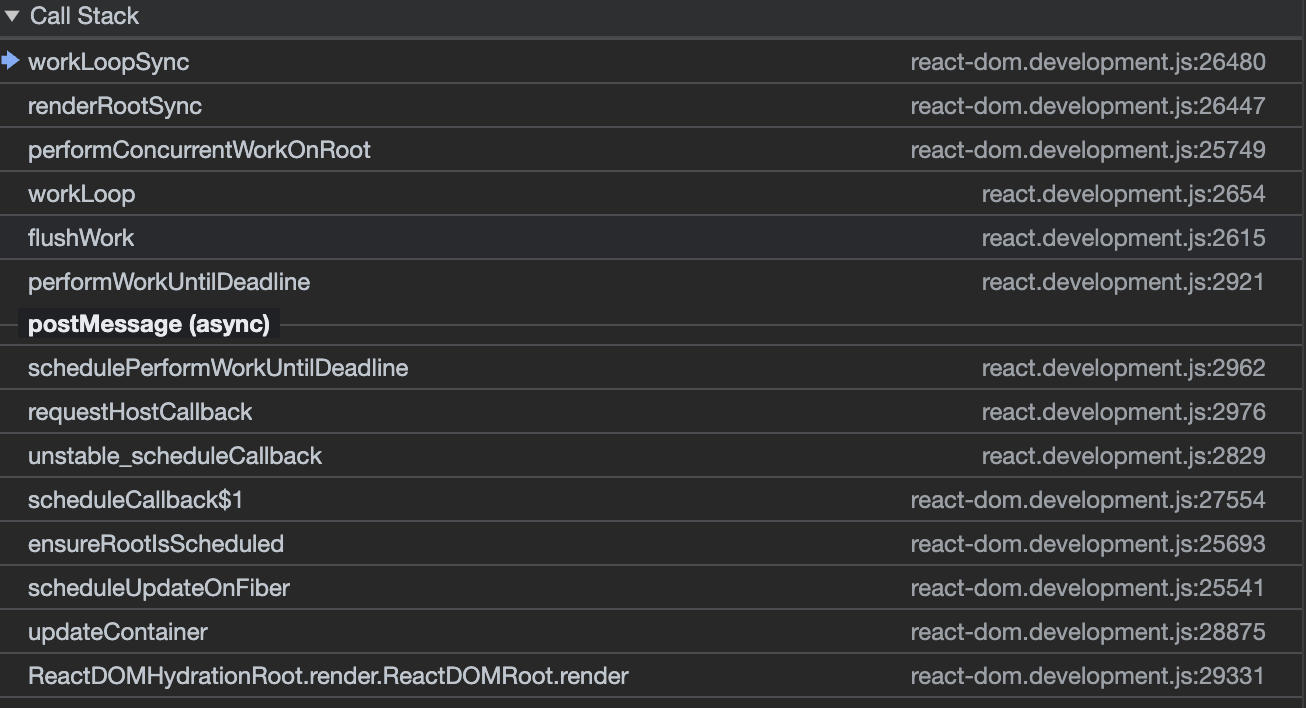 Call Stack
workLoopSync react-dom.development.js:26480
renderRootSync react-dom.development.js:26447
performConcurrentWorkOnRoot react-dom.development.js:25749
workLoop react.development.js:2654
flushWork react.development.js:2615
performWorkUntilDeadline react.development.js:2921
postMessage (async)
schedulePerformWorkUntilDeadline react.development.js:2962
requestHostCallback react.development.js:2976
unstable_scheduleCallback react.development.js:2829
scheduleCallback$1 react-dom.development.js:27554
ensureRootIsScheduled react-dom.development.js:25693
scheduleUpdateOnFiber react-dom.development.js:25541
updateContainer react-dom.development.js:28875
ReactDOMHydrationRoot.render.ReactDOMRoot.render react-dom.development.js:29331